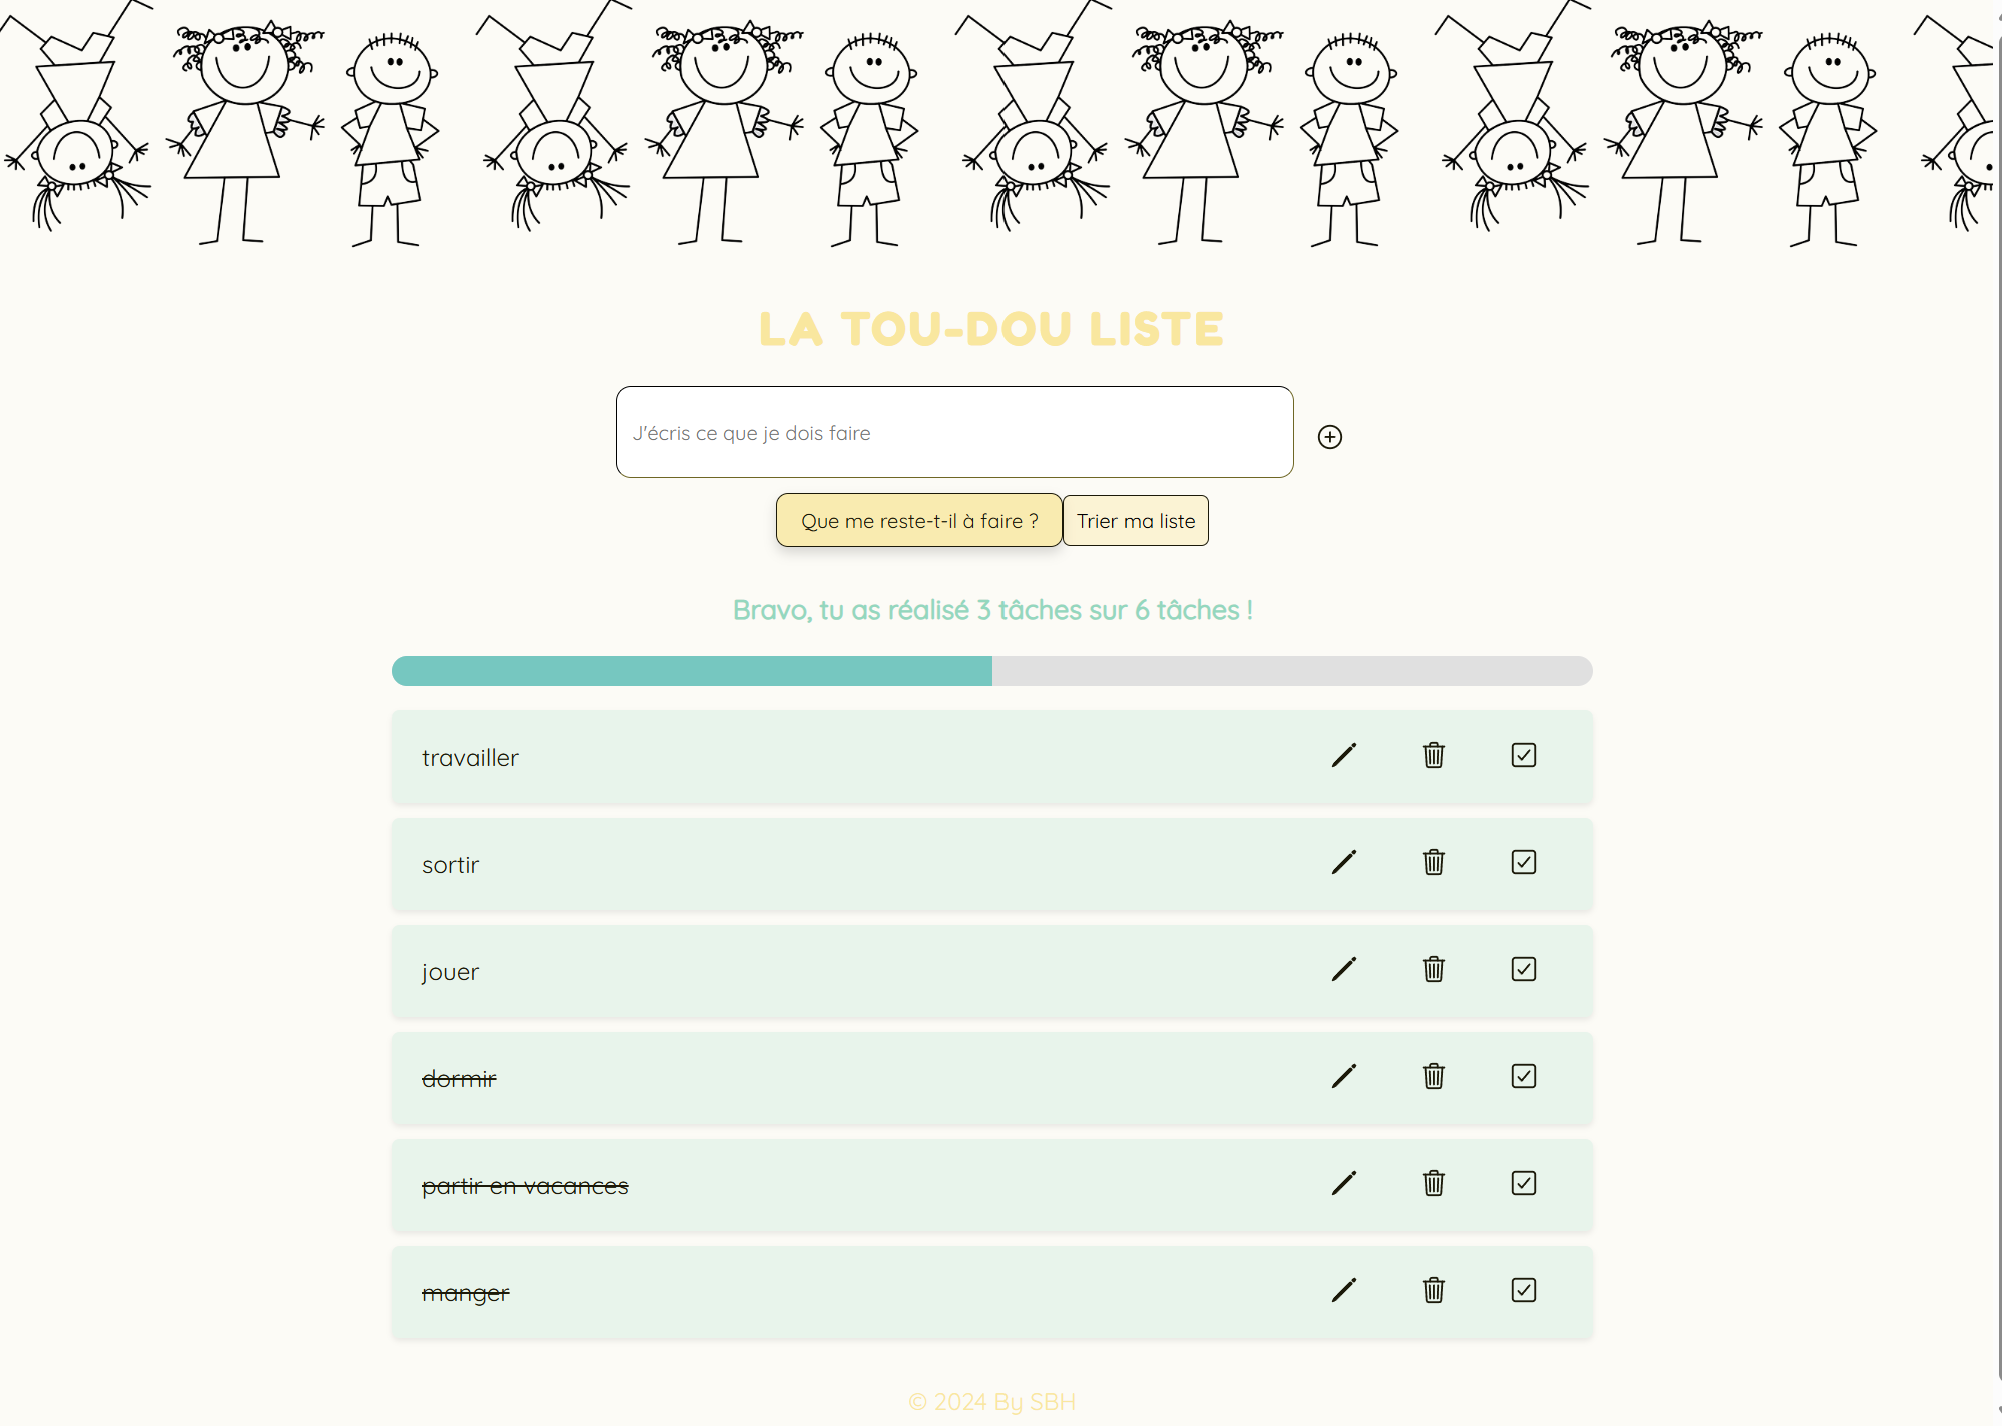 LA TOU-DOU LISTE
J'écris ce que je dois faire
Que me reste-t-il à faire ? Trier ma liste
Bravo, tu as réalisé 3 tâches sur 6 tâches !
travailler
sortir
jouer
dormir
partir en vacances
manger
© 2024 By SBH